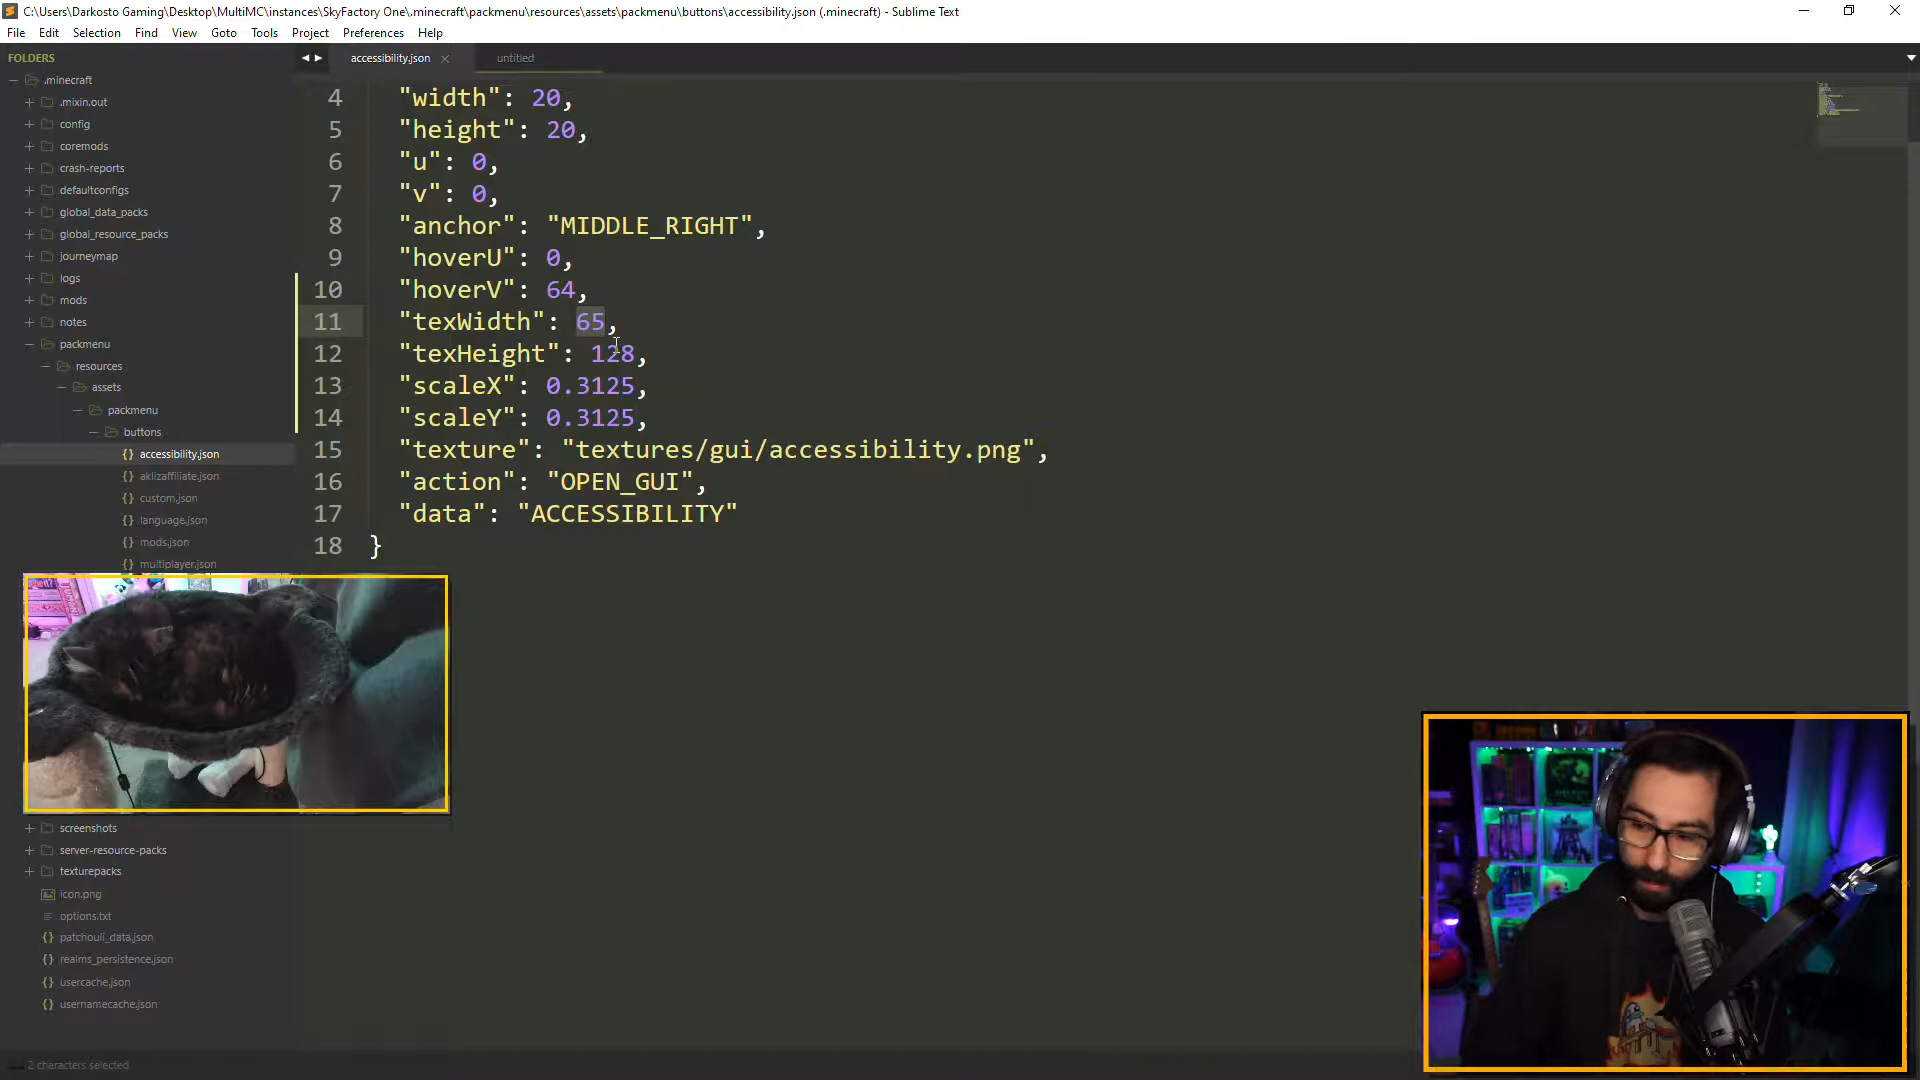 C:\Users\Darkosto Gaming\Desktop\MultiMC\instances\SkyFactory One\.minecraft\packmenu\resources\assets\packmenu\buttons\accessibility.json (.minecraft) - Sublime Text
File Edit Selection Find View Goto Tools Project Preferences Help
FOLDERS
accessibility.json
untitled
.minecraft
.mixin.out
config
coremods
crash-reports
defaultconfigs
global_data_packs
global_resource_packs
journeymap
logs
mods
notes
packmenu
resources
assets
packmenu
buttons
accessibility.json
aklizaffiliate.json
custom.json
language.json
mods.json
multiplayer.json
screenshots
server-resource-packs
texturepacks
icon.png
options.txt
patchouli_data.json
realms_persistence.json
usercache.json
usernamecache.json
4 "width": 20,
5 "height": 20,
6 "u": 0,
7 "v": 0,
8 "anchor": "MIDDLE_RIGHT",
9 "hoverU": 0,
10 "hoverV": 64,
11 "texWidth": 65,
12 "texHeight": 128,
13 "scaleX": 0.3125,
14 "scaleY": 0.3125,
15 "texture": "textures/gui/accessibility.png",
16 "action": "OPEN_GUI",
17 "data": "ACCESSIBILITY"
18 }
2 characters selected